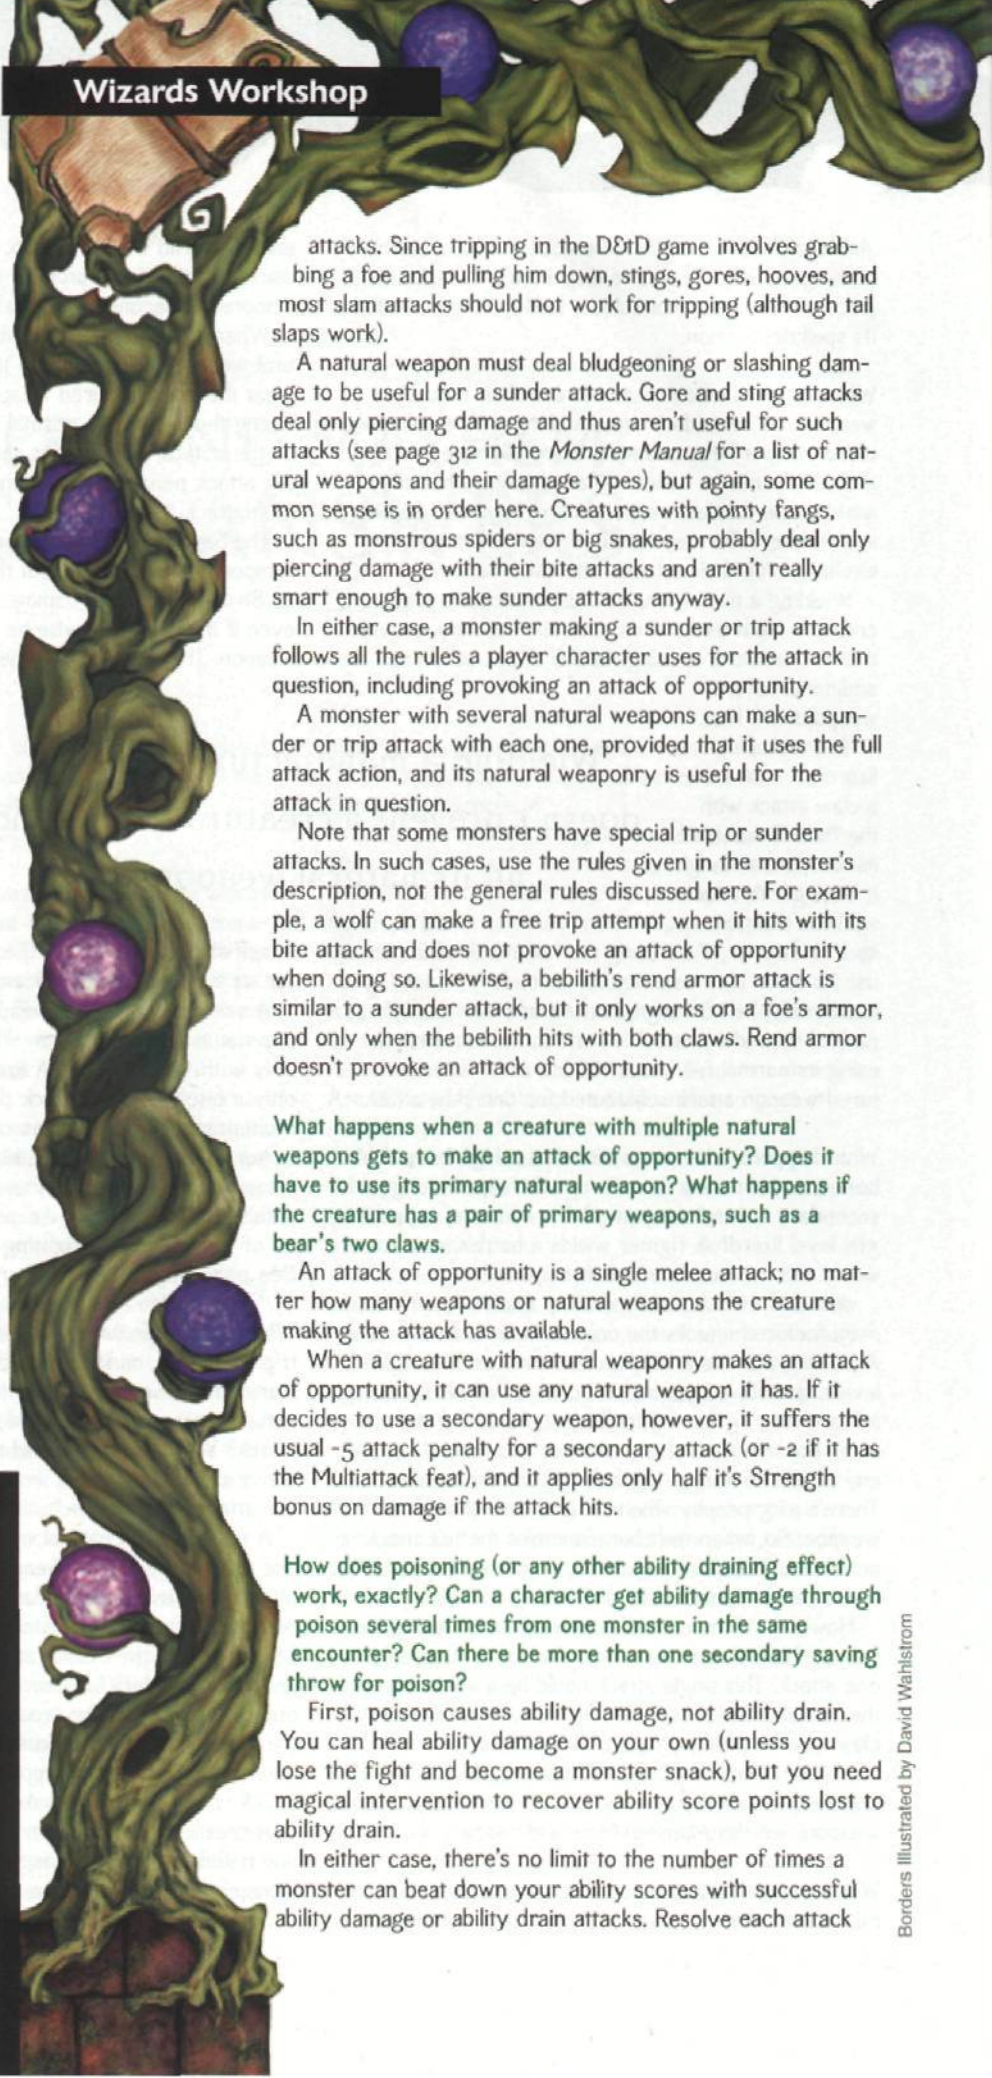 Wizards Workshop
attacks. Since tripping in the D&D game involves grab-
bing a foe and pulling him down, stings, gores, hooves, and
most slam attacks should not work for tripping (although tail
slaps work).
A natural weapon must deal bludgeoning or slashing dam-
age to be useful for a sunder attack. Gore and sting attacks
deal only piercing damage and thus aren't useful for such
attacks (see page 312 in the Monster Manual for a list of nat-
ural weapons and their damage types), but again, some com-
mon sense is in order here. Creatures with pointy fangs,
such as monstrous spiders or big snakes, probably deal only
piercing damage with their bite attacks and aren't really
smart enough to make sunder attacks anyway.
In either case, a monster making a sunder or trip attack
follows all the rules a player character uses for the attack in
question, including provoking an attack of opportunity.
A monster with several natural weapons can make a sun-
der or trip attack with each one, provided that it uses the full
attack action, and its natural weaponry is useful for the
attack in question.
Note that some monsters have special trip or sunder
attacks. In such cases, use the rules given in the monster's
description, not the general rules discussed here. For exam-
ple, a wolf can make a free trip attempt when it hits with its
bite attack and does not provoke an attack of opportunity
when doing so. Likewise, a bebilith's rend armor attack is
similar to a sunder attack, but it only works on a foe's armor,
and only when the bebilith hits with both claws. Rend armor
doesn't provoke an attack of opportunity.
What happens when a creature with multiple natural
weapons gets to make an attack of opportunity? Does it
have to use its primary natural weapon? What happens if
the creature has a pair of primary weapons, such as a
bear's two claws.
An attack of opportunity is a single melee attack; no mat-
ter how many weapons or natural weapons the creature
making the attack has available.
When a creature with natural weaponry makes an attack
of opportunity, it can use any natural weapon it has. If it
decides to use a secondary weapon, however, it suffers the
usual -5 attack penalty for a secondary attack (or -2 if it has
the Multiattack feat), and it applies only half it's Strength
bonus on damage if the attack hits.
How does poisoning (or any other ability draining effect)
work, exactly? Can a character get ability damage through
poison several times from one monster in the same
encounter? Can there be more than one secondary saving
throw for poison?
First, poison causes ability damage, not ability drain.
You can heal ability damage on your own (unless you
lose the fight and become a monster snack), but you need
magical intervention to recover ability score points lost to
ability drain.
In either case, there's no limit to the number of times a
monster can beat down your ability scores with successful
ability damage or ability drain attacks. Resolve each attack
Borders Illustrated by David Wahlstrom